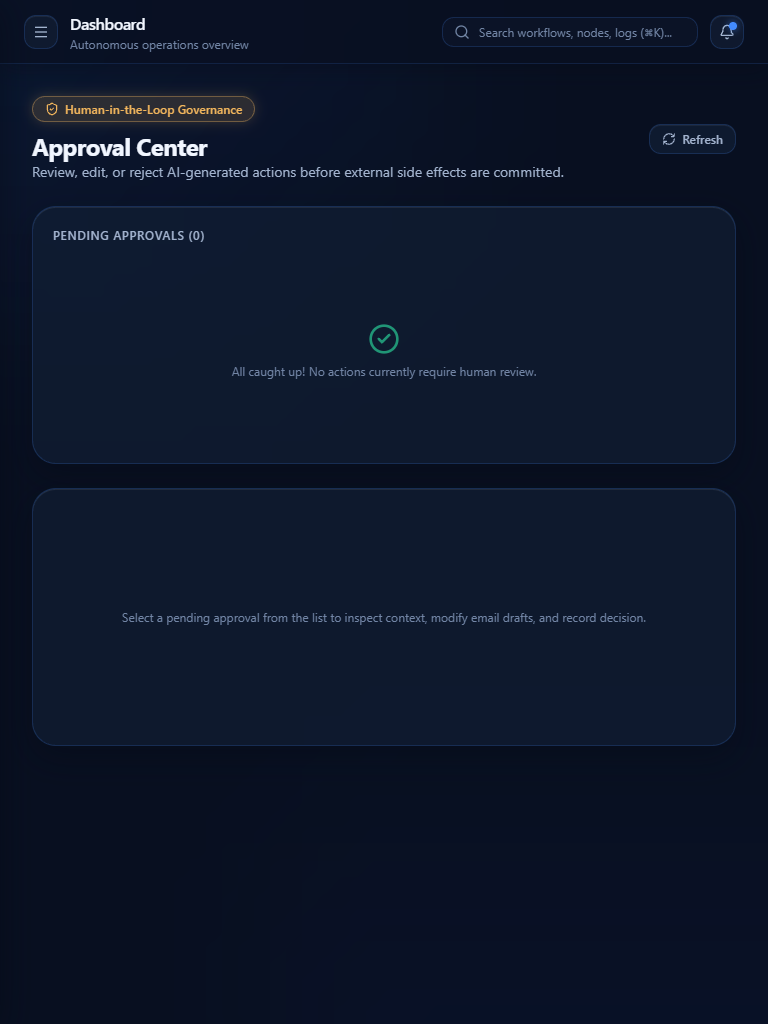 Dashboard
Autonomous operations overview
Search workflows, nodes, logs (⌘K)...
Human-in-the-Loop Governance
Approval Center
Review, edit, or reject AI-generated actions before external side effects are committed.
Refresh
PENDING APPROVALS (0)
All caught up! No actions currently require human review.
Select a pending approval from the list to inspect context, modify email drafts, and record decision.